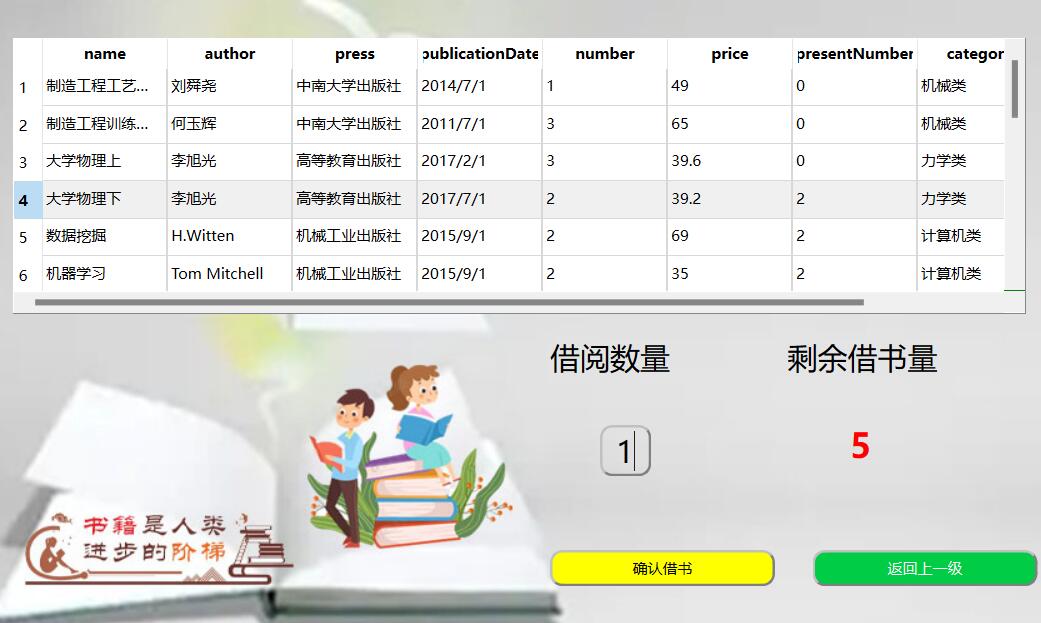 name author press publicationDate number price presentNumber categor
1 制造工程工艺... 刘舜尧 中南大学出版社 2014/7/1 1 49 0 机械类
2 制造工程训练... 何玉辉 中南大学出版社 2011/7/1 3 65 0 机械类
3 大学物理上 李旭光 高等教育出版社 2017/2/1 3 39.6 0 力学类
4 大学物理下 李旭光 高等教育出版社 2017/7/1 2 39.2 2 力学类
5 数据挖掘 H.Witten 机械工业出版社 2015/9/1 2 69 2 计算机类
6 机器学习 Tom Mitchell 机械工业出版社 2015/9/1 2 35 2 计算机类
借阅数量 剩余借书量
1 5
书籍是人类
进步的阶梯
确认借书 返回上一级